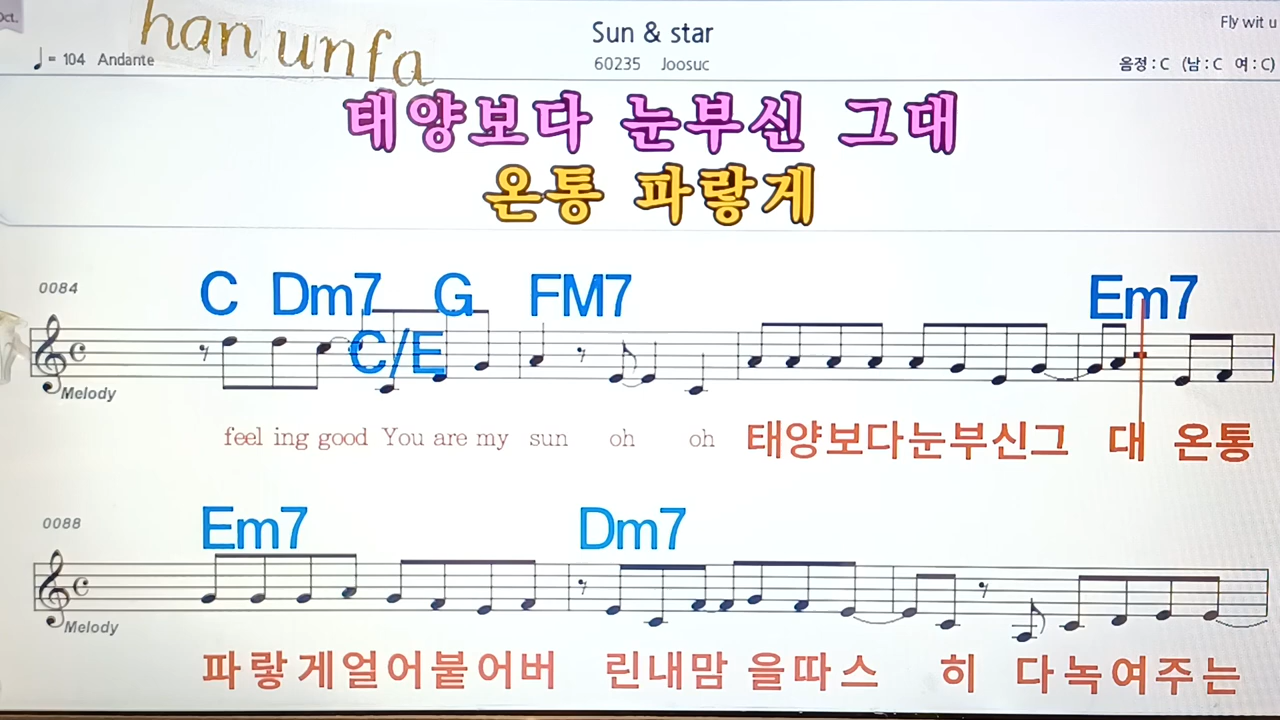 Oct.
han unfa
Sun & star
Fly wit u
♩= 104 Andante
60235 Joosuc
음정 : C (남 : C 여 : C)
태양보다 눈부신 그대
온통 파랗게
0084
C Dm7 C/E G FM7 Em7
Melody
feel ing good You are my sun oh oh 태양보다눈부신그 대 온통
0088
Em7 Dm7
Melody
파랗게얼어붙어버 린내맘 을따스 히 다녹여주는